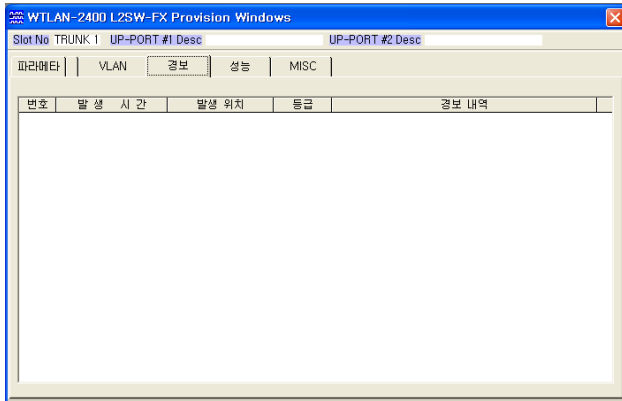 WTLAN-2400 L2SW-FX Provision Windows
Slot No TRUNK 1 UP-PORT #1 Desc UP-PORT #2 Desc
파라메타 VLAN 경보 성능 MISC
번호 발 생 시 간 발생 위치 등급 경보 내역